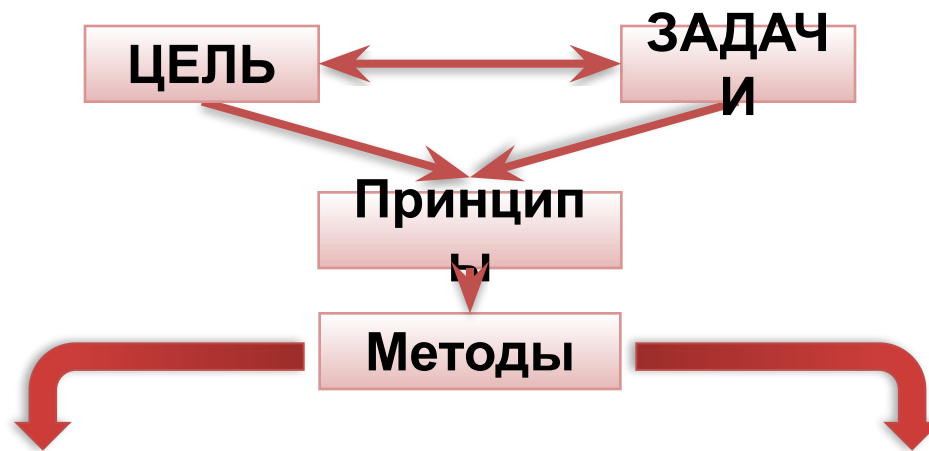 ЦЕЛЬ
ЗАДАЧ
И
Принцип
ы
Методы